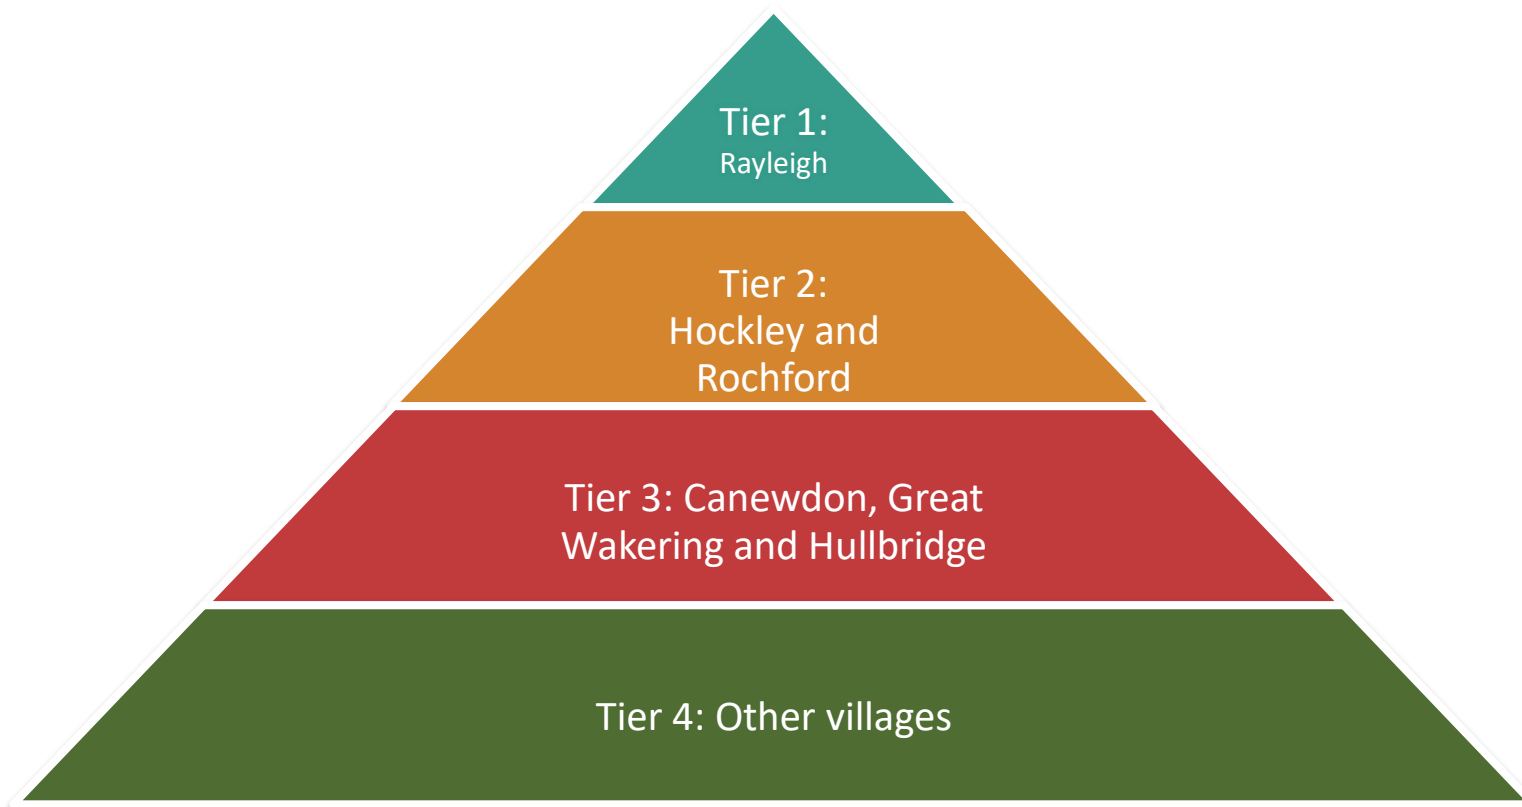 Tier 1:
Rayleigh
Tier 2:
Hockley and
Rochford
Tier 3: Canewdon, Great
Wakering and Hullbridge
Tier 4: Other villages